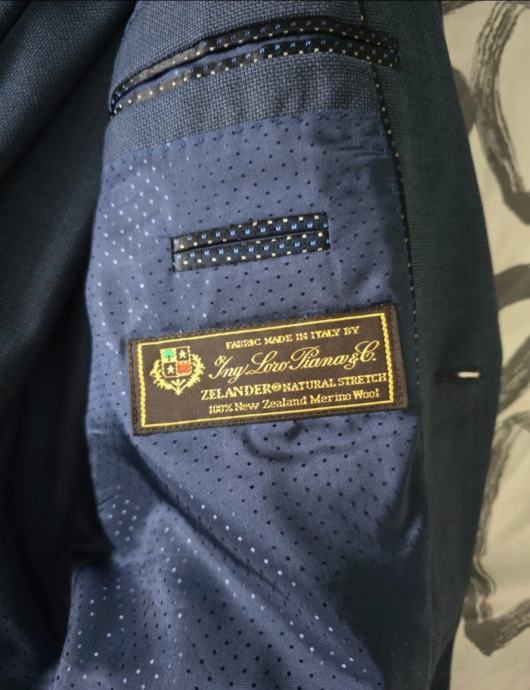 FABRIC MADE IN ITALY BY
Ing. Loro Piana & C.
ZELANDER® NATURAL STRETCH
100% New Zealand Merino Wool